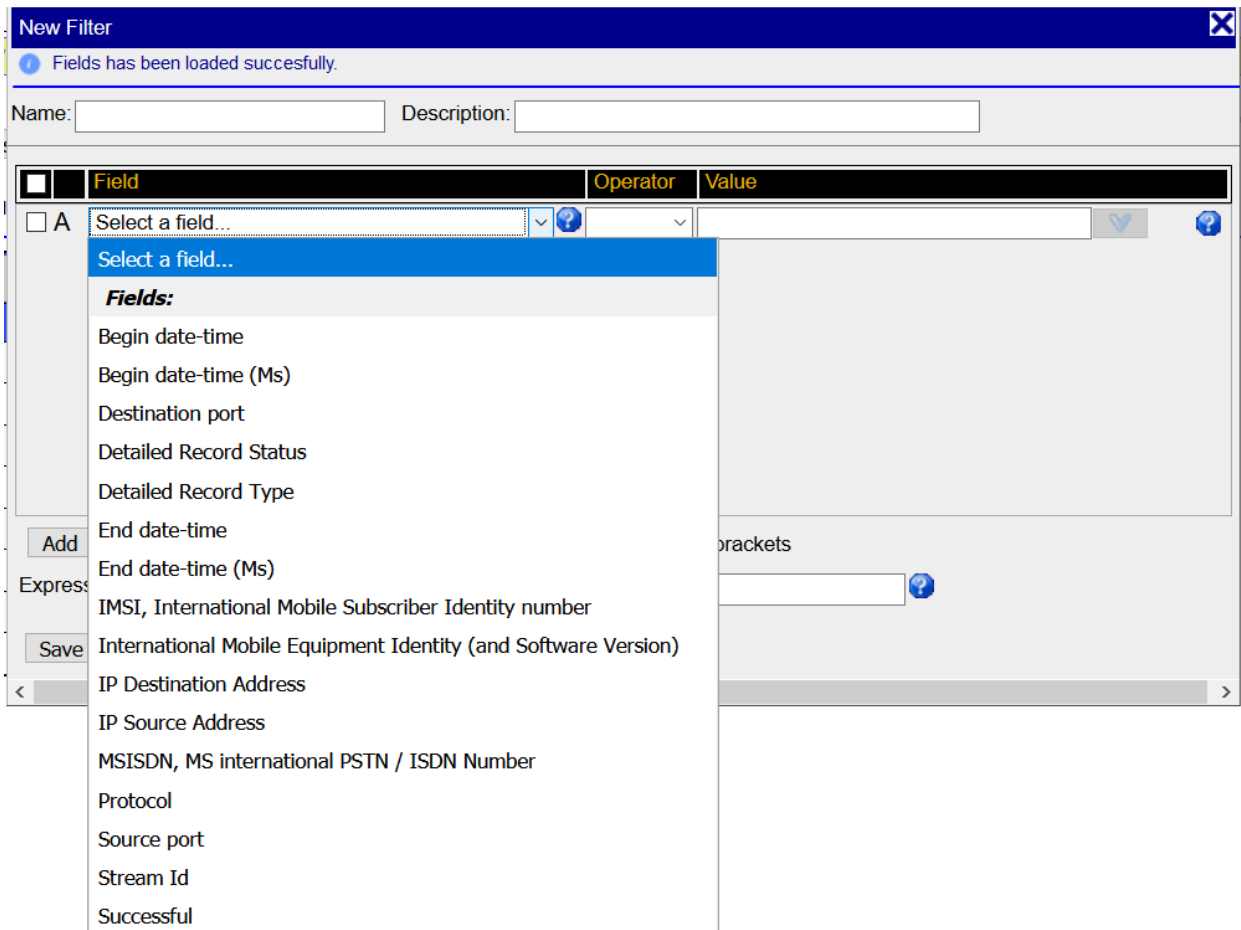 New Filter
Fields has been loaded succesfully.
Name: Description:
Field Operator Value
A Select a field...
Select a field...
Fields:
Begin date-time
Begin date-time (Ms)
Destination port
Detailed Record Status
Detailed Record Type
End date-time
Add brackets
End date-time (Ms)
Express
IMSI, International Mobile Subscriber Identity number
International Mobile Equipment Identity (and Software Version)
Save
IP Destination Address
IP Source Address
MSISDN, MS international PSTN / ISDN Number
Protocol
Source port
Stream Id
Successful